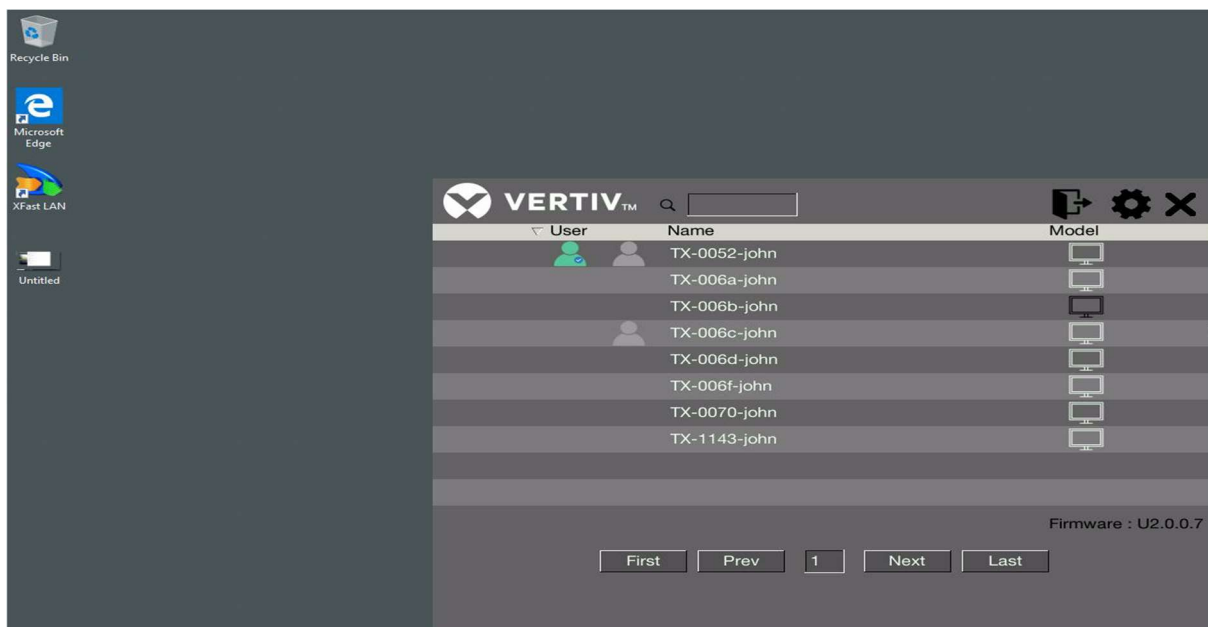 Recycle Bin
Microsoft
Edge
XFast LAN
Untitled
VERTIV™
User Name Model
TX-0052-john
TX-006a-john
TX-006b-john
TX-006c-john
TX-006d-john
TX-006f-john
TX-0070-john
TX-1143-john
Firmware : U2.0.0.7
First Prev 1 Next Last